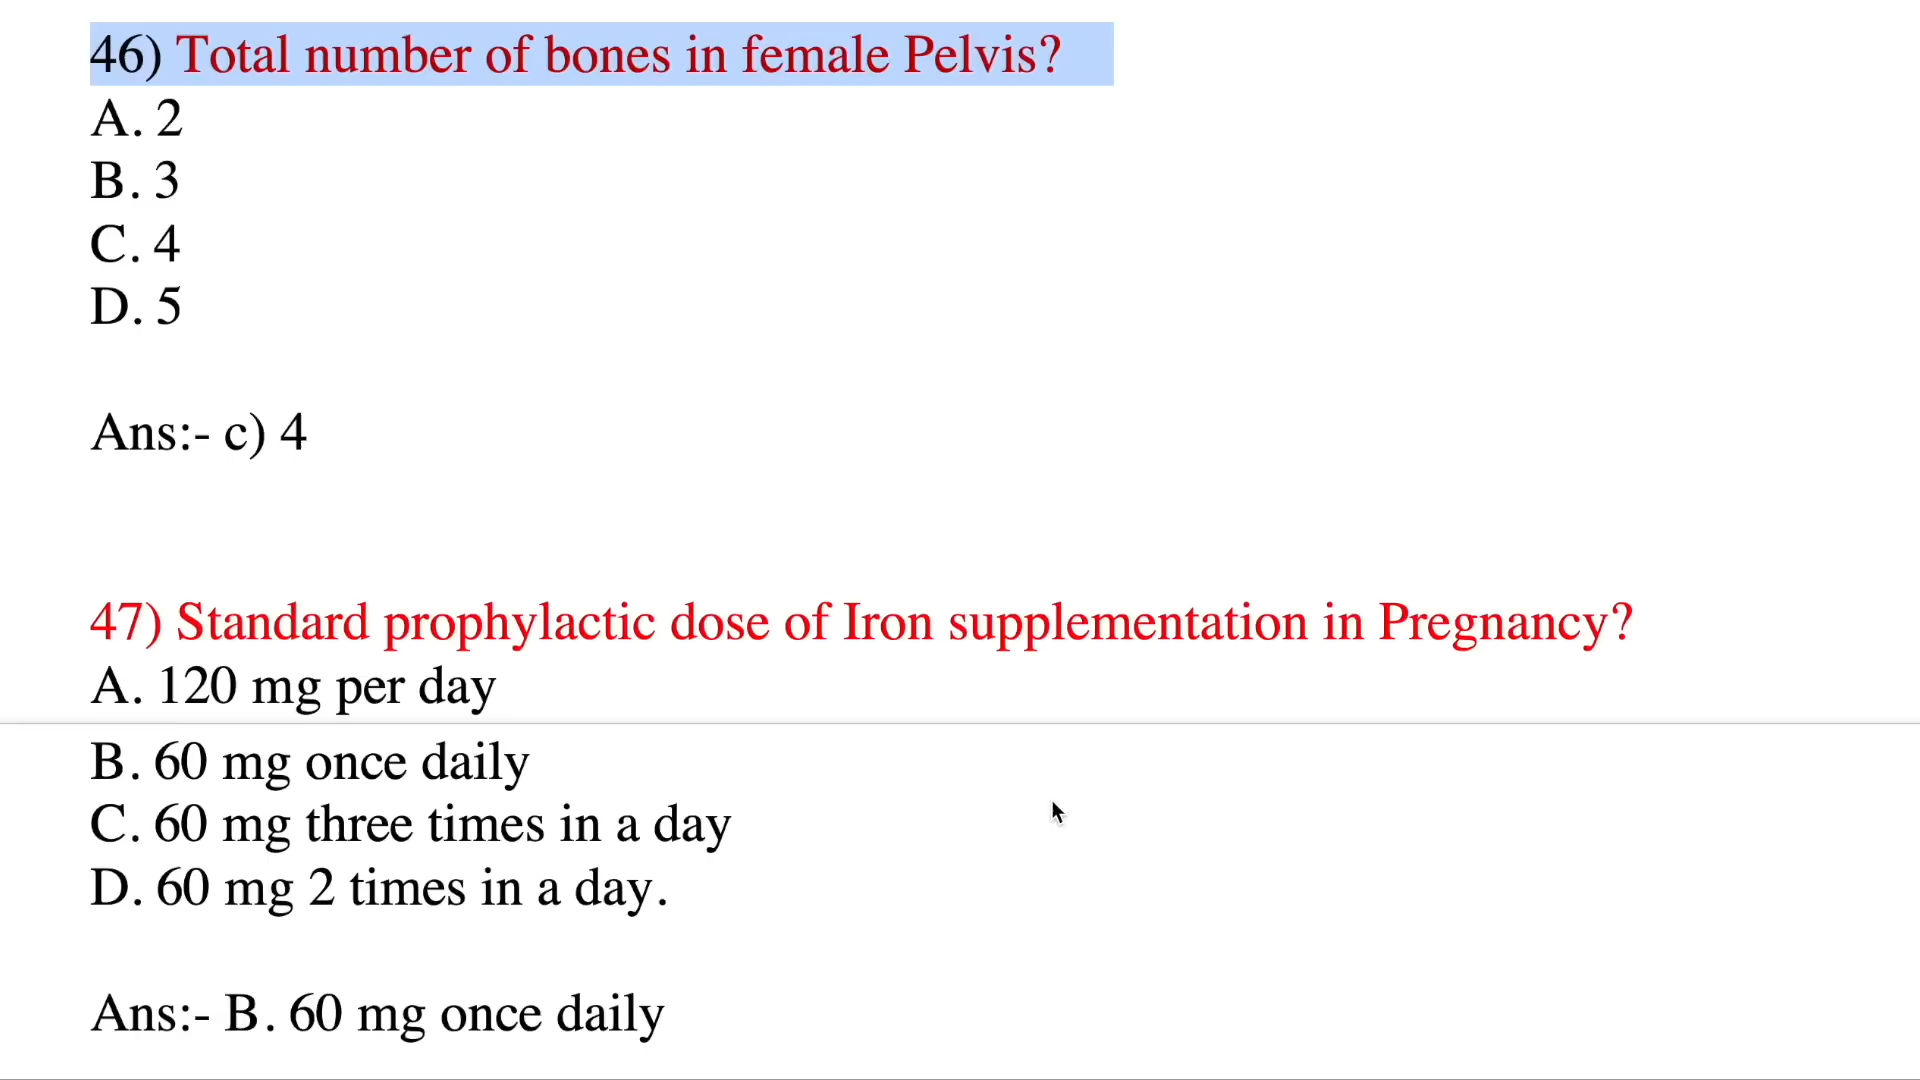 46) Total number of bones in female Pelvis?
A. 2
B. 3
C. 4
D. 5
Ans:- c) 4
47) Standard prophylactic dose of Iron supplementation in Pregnancy?
A. 120 mg per day
B. 60 mg once daily
C. 60 mg three times in a day
D. 60 mg 2 times in a day.
Ans:- B. 60 mg once daily